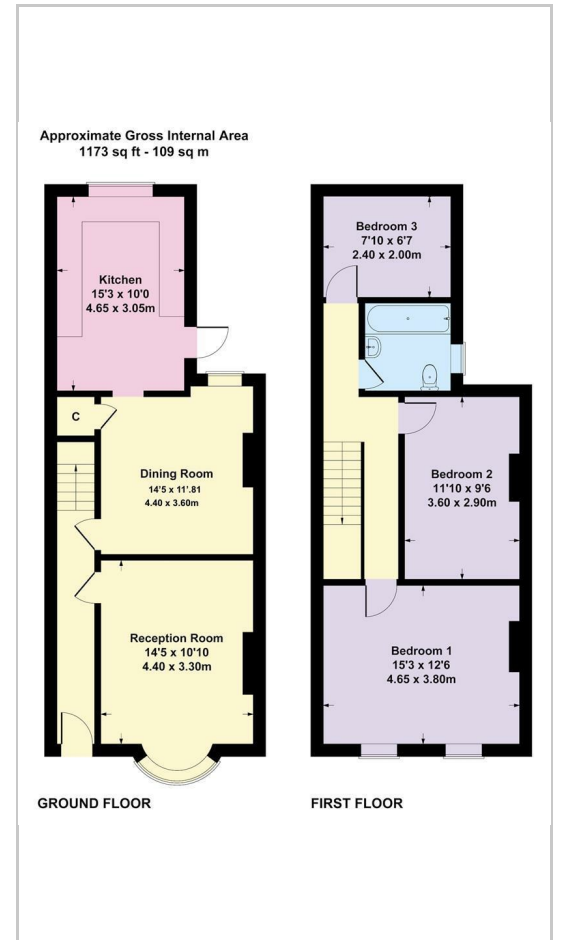 Approximate Gross Internal Area
1173 sq ft - 109 sq m
Kitchen
15'3 x 10'0
4.65 x 3.05m
C
Dining Room
14'5 x 11'.81
4.40 x 3.60m
Reception Room
14'5 x 10'10
4.40 x 3.30m
GROUND FLOOR
Bedroom 3
7'10 x 6'7
2.40 x 2.00m
Bedroom 2
11'10 x 9'6
3.60 x 2.90m
Bedroom 1
15'3 x 12'6
4.65 x 3.80m
FIRST FLOOR